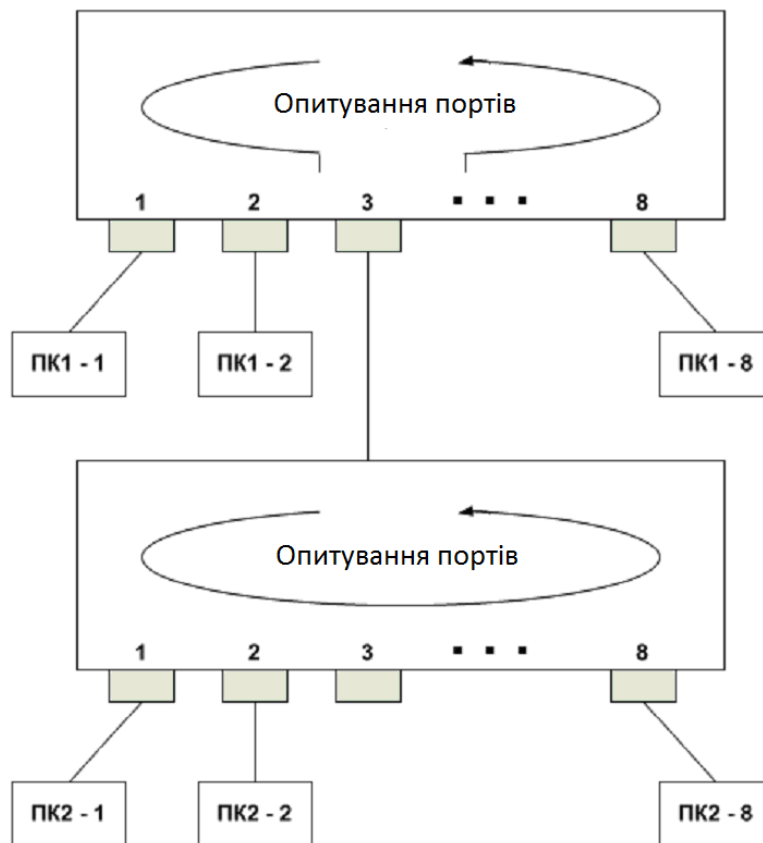 Опитування портів
1 2 3 . . . 8
ПК1 - 1 ПК1 - 2 ПК1 - 8
Опитування портів
1 2 3 . . . 8
ПК2 - 1 ПК2 - 2 ПК2 - 8